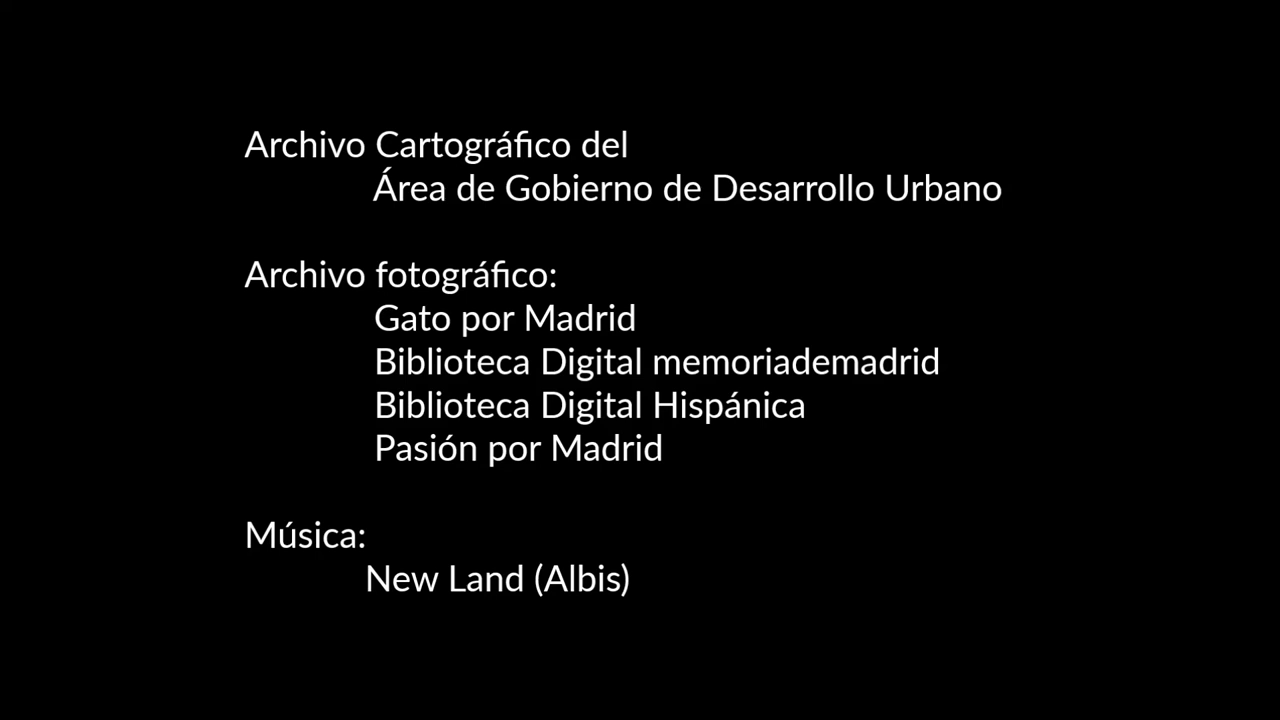 Archivo Cartográfico del
Área de Gobierno de Desarrollo Urbano
Archivo fotográfico:
Gato por Madrid
Biblioteca Digital memoriademadrid
Biblioteca Digital Hispánica
Pasión por Madrid
Música:
New Land (Albis)